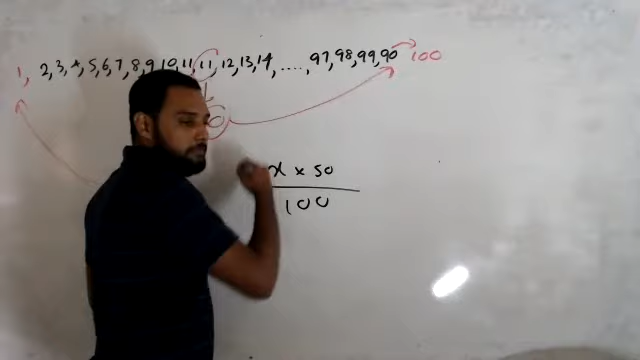 1, 2, 3, 4, 5, 6, 7, 8, 9, 10, 11, 11, 12, 13, 14, ...., 97, 98, 99, 90 100
x × 50
100